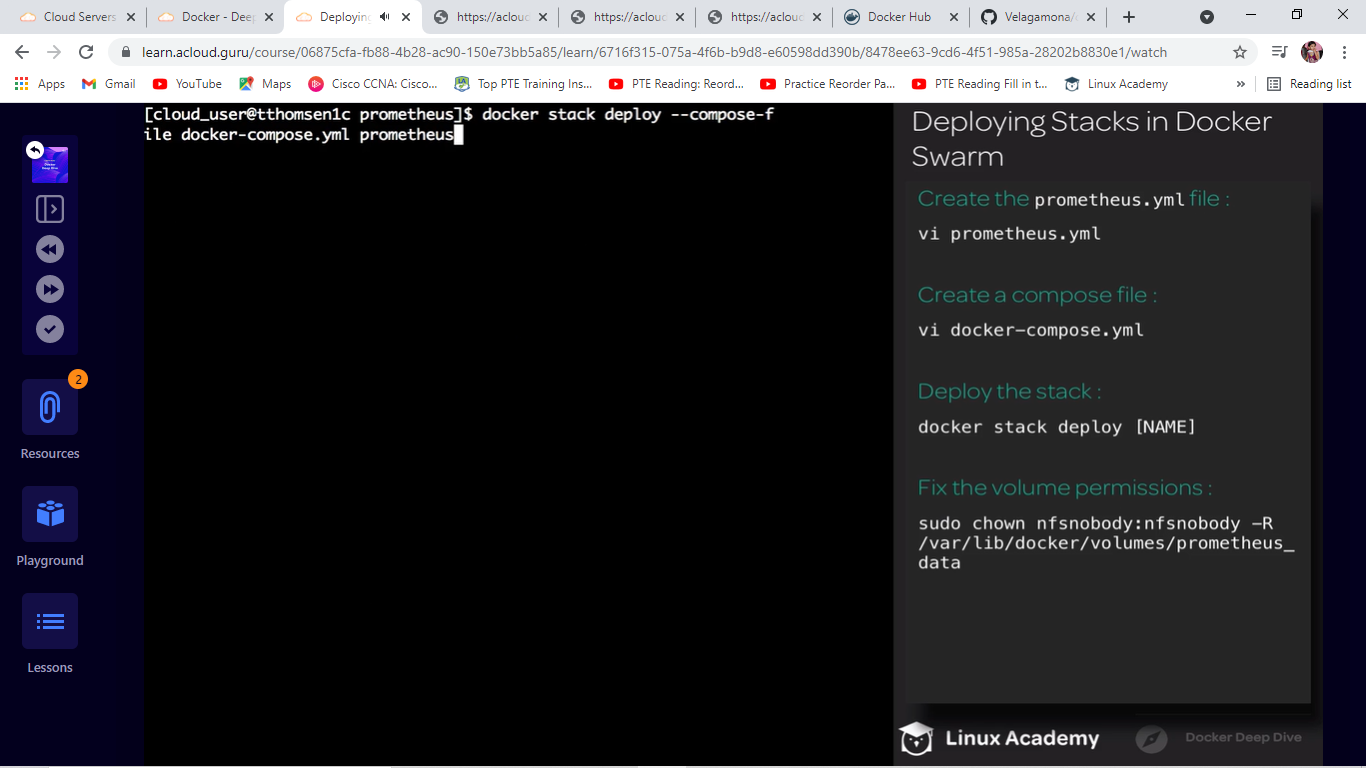 Cloud Servers
Docker - Deep
Deploying
https://acloud
https://acloud
https://acloud
Docker Hub
Velagamona/
learn.acloud.guru/course/06875cfa-fb88-4b28-ac90-150e73bb5a85/learn/6716f315-075a-4f6b-b9d8-e60598dd390b/8478ee63-9cd6-4f51-985a-28202b8830e1/watch
Apps
Gmail
YouTube
Maps
Cisco CCNA: Cisco...
Top PTE Training Ins...
PTE Reading: Reord...
Practice Reorder Pa...
PTE Reading Fill in t...
Linux Academy
»
Reading list
[cloud_user@tthomsen1c prometheus]$ docker stack deploy --compose-f
ile docker-compose.yml prometheus
2
Resources
Playground
Lessons
Deploying Stacks in Docker
Swarm
Create the prometheus.yml file :
vi prometheus.yml
Create a compose file :
vi docker-compose.yml
Deploy the stack :
docker stack deploy [NAME]
Fix the volume permissions :
sudo chown nfsnobody:nfsnobody -R
/var/lib/docker/volumes/prometheus_
data
Linux Academy
Docker Deep Dive